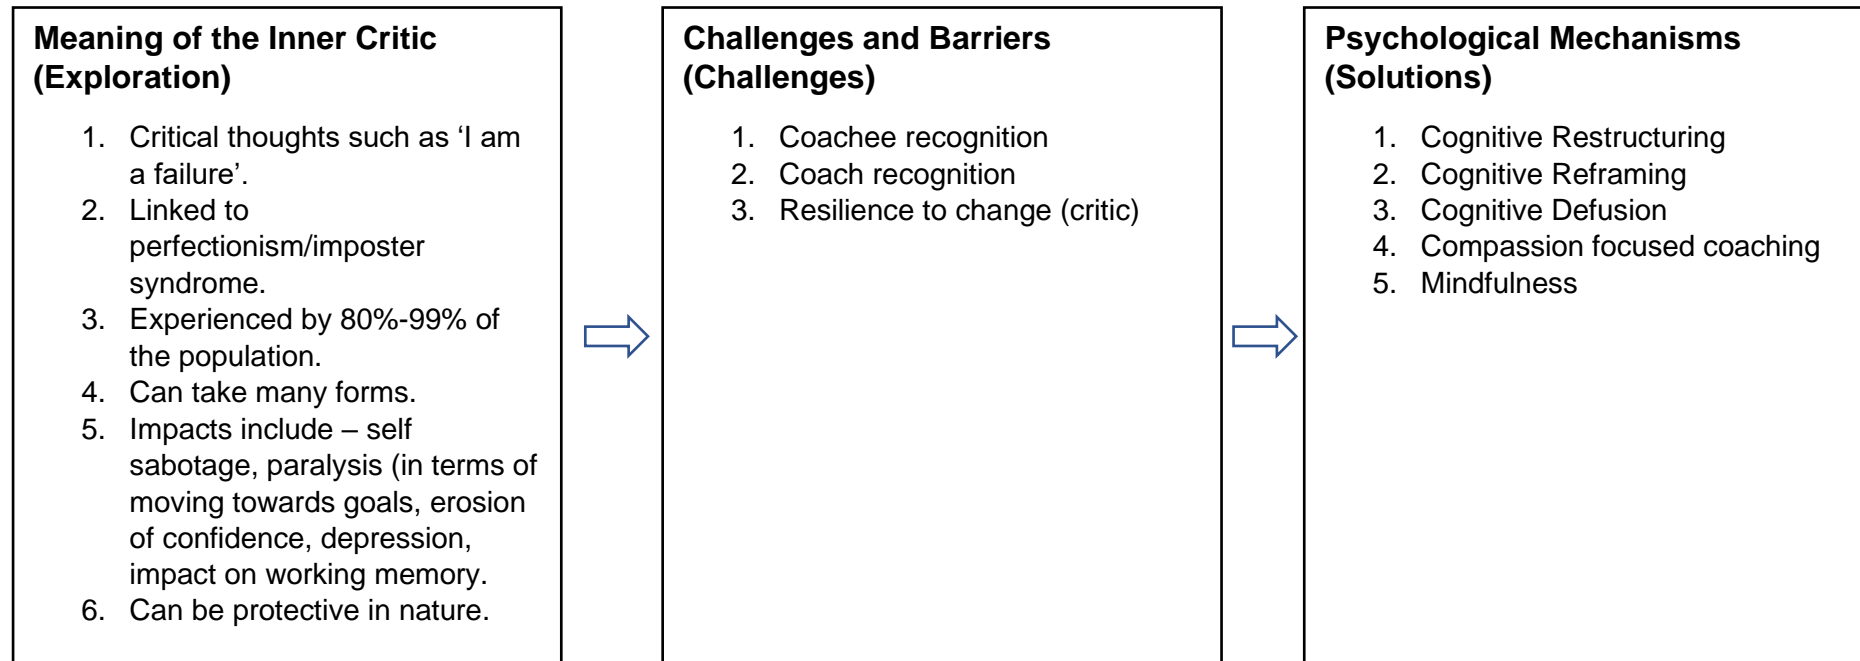 Meaning of the Inner Critic
(Exploration)
1. Critical thoughts such as ‘I am
a failure’.
2. Linked to
perfectionism/imposter
syndrome.
3. Experienced by 80%-99% of
the population.
4. Can take many forms.
5. Impacts include – self
sabotage, paralysis (in terms of
moving towards goals, erosion
of confidence, depression,
impact on working memory.
6. Can be protective in nature.
Challenges and Barriers
(Challenges)
1. Coachee recognition
2. Coach recognition
3. Resilience to change (critic)
Psychological Mechanisms
(Solutions)
1. Cognitive Restructuring
2. Cognitive Reframing
3. Cognitive Defusion
4. Compassion focused coaching
5. Mindfulness